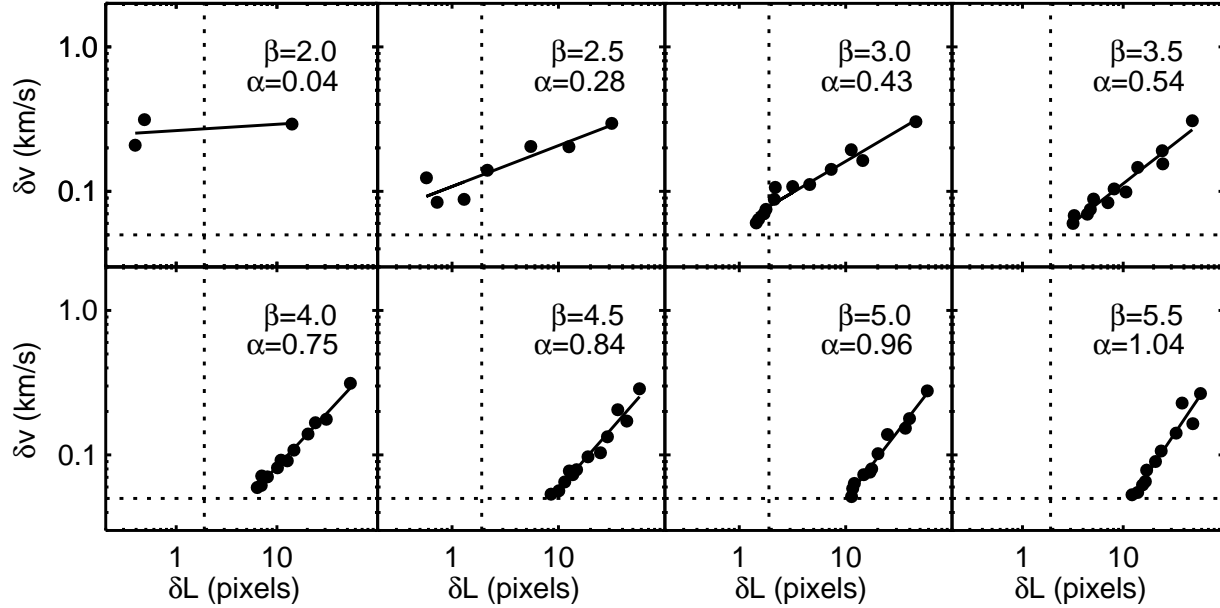 1.0
0.1
δv (km/s)
β=2.0
α=0.04
β=2.5
α=0.28
β=3.0
α=0.43
β=3.5
α=0.54
1.0
0.1
δv (km/s)
β=4.0
α=0.75
β=4.5
α=0.84
β=5.0
α=0.96
β=5.5
α=1.04
1 10
δL (pixels)
1 10
δL (pixels)
1 10
δL (pixels)
1 10
δL (pixels)